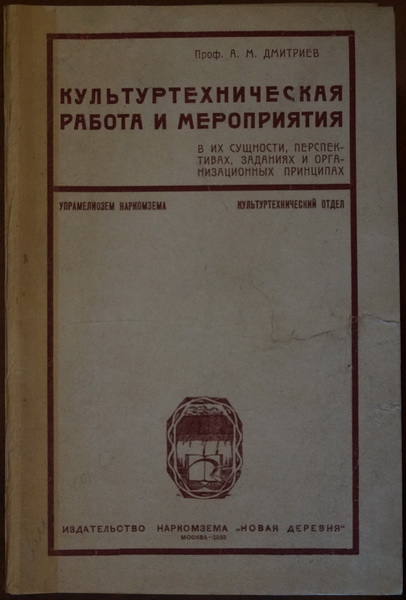 Проф. А. М. ДМИТРИЕВ
КУЛЬТУРТЕХНИЧЕСКАЯ
РАБОТА И МЕРОПРИЯТИЯ
В ИХ СУЩНОСТИ, ПЕРСПЕК-
ТИВАХ, ЗАДАНИЯХ И ОРГА-
НИЗАЦИОННЫХ ПРИНЦИПАХ
УПРАМЕЛИОЗЕМ НАРКОМЗЕМА КУЛЬТУРТЕХНИЧЕСКИЙ ОТДЕЛ
ИЗДАТЕЛЬСТВО НАРКОМЗЕМА „НОВАЯ ДЕРЕВНЯ"
МОСКВА